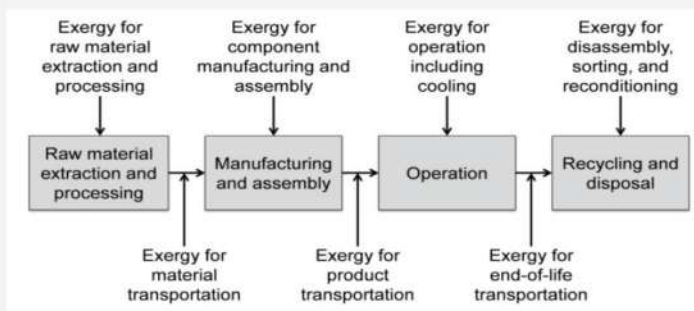 Exergy for
raw material
extraction and
processing
Exergy for
component
manufacturing and
assembly
Exergy for
operation
including
cooling
Exergy for
disassembly,
sorting, and
reconditioning
Raw material
extraction and
processing
Manufacturing
and assembly
Operation
Recycling and
disposal
Exergy for
material
transportation
Exergy for
product
transportation
Exergy for
end-of-life
transportation